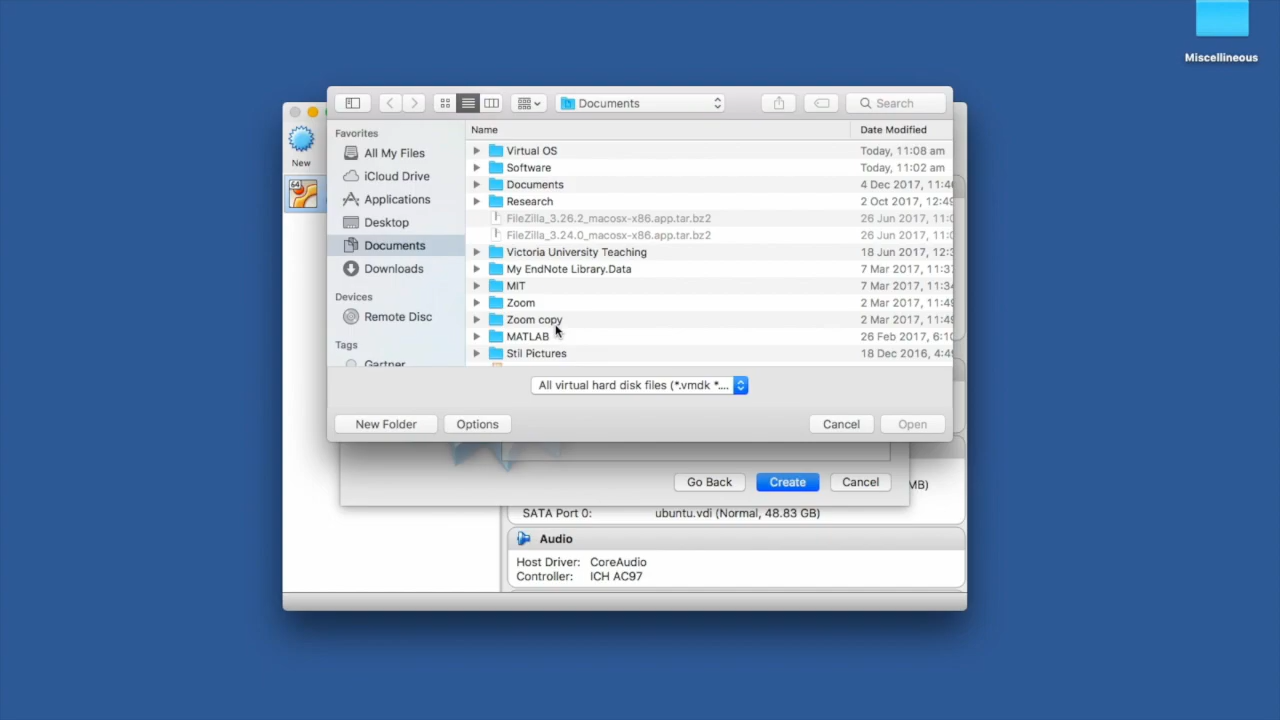 Miscellineous
Documents
Search
New
64
Favorites
All My Files
iCloud Drive
Applications
Desktop
Documents
Downloads
Devices
Remote Disc
Tags
Gartner
Name Date Modified
Virtual OS Today, 11:08 am
Software Today, 11:02 am
Documents 4 Dec 2017, 11:46
Research 2 Oct 2017, 12:49
FileZilla_3.26.2_macosx-x86.app.tar.bz2 26 Jun 2017, 11:0
FileZilla_3.24.0_macosx-x86.app.tar.bz2 26 Jun 2017, 11:0
Victoria University Teaching 18 Jun 2017, 12:3
My EndNote Library.Data 7 Mar 2017, 11:37
MIT 7 Mar 2017, 11:34
Zoom 2 Mar 2017, 11:49
Zoom copy 2 Mar 2017, 11:49
MATLAB 26 Feb 2017, 6:10
Stil Pictures 18 Dec 2016, 4:49
All virtual hard disk files (*.vmdk *....
New Folder Options Cancel Open
Go Back Create Cancel
MB)
SATA Port 0: ubuntu.vdi (Normal, 48.83 GB)
Audio
Host Driver: CoreAudio
Controller: ICH AC97